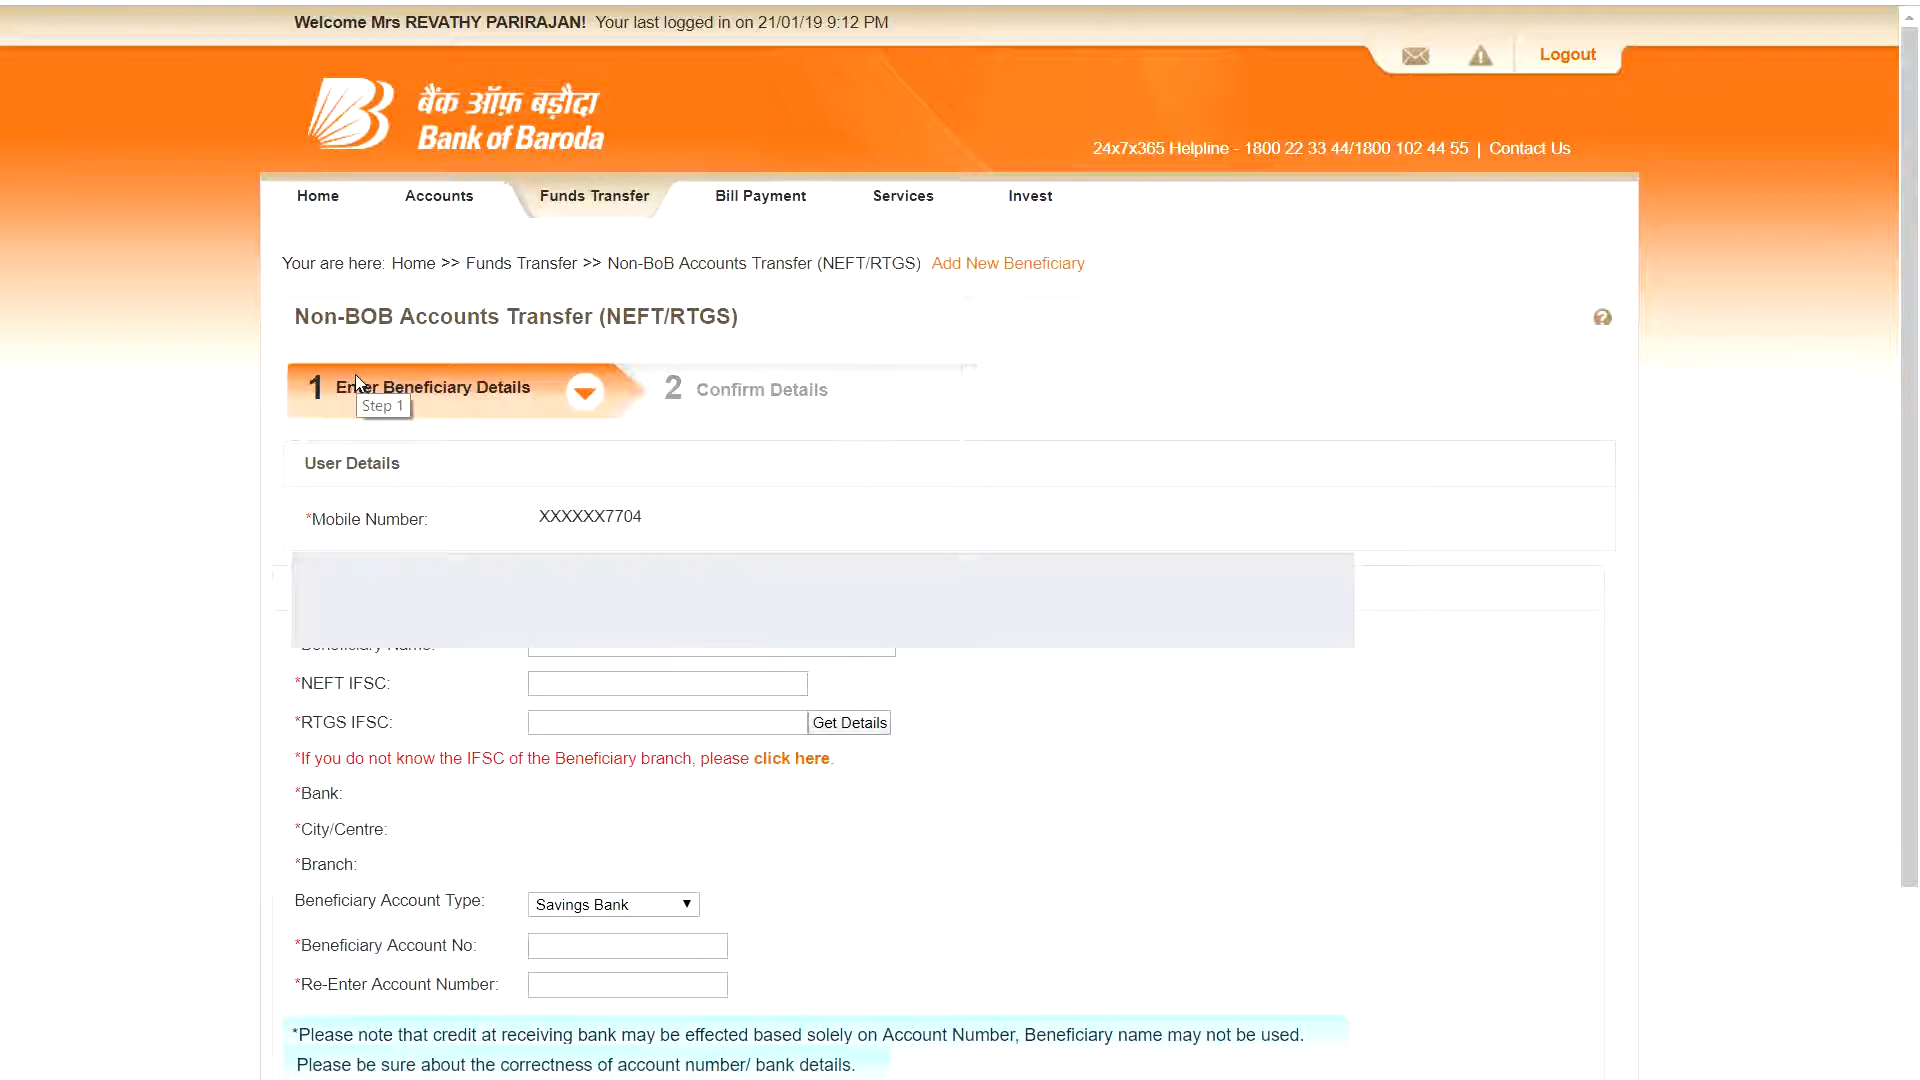 Welcome Mrs REVATHY PARIRAJAN! Your last logged in on 21/01/19 9:12 PM
Logout
बैंक ऑफ़ बड़ौदा
Bank of Baroda
24x7x365 Helpline - 1800 22 33 44/1800 102 44 55 | Contact Us
Home Accounts Funds Transfer Bill Payment Services Invest
Your are here: Home >> Funds Transfer >> Non-BoB Accounts Transfer (NEFT/RTGS) Add New Beneficiary
Non-BOB Accounts Transfer (NEFT/RTGS)
1 Enter Beneficiary Details 2 Confirm Details
Step 1
User Details
*Mobile Number: XXXXXX7704
*Beneficiary Name:
*NEFT IFSC:
*RTGS IFSC: Get Details
*If you do not know the IFSC of the Beneficiary branch, please click here.
*Bank:
*City/Centre:
*Branch:
Beneficiary Account Type: Savings Bank
*Beneficiary Account No:
*Re-Enter Account Number:
*Please note that credit at receiving bank may be effected based solely on Account Number, Beneficiary name may not be used.
Please be sure about the correctness of account number/ bank details.